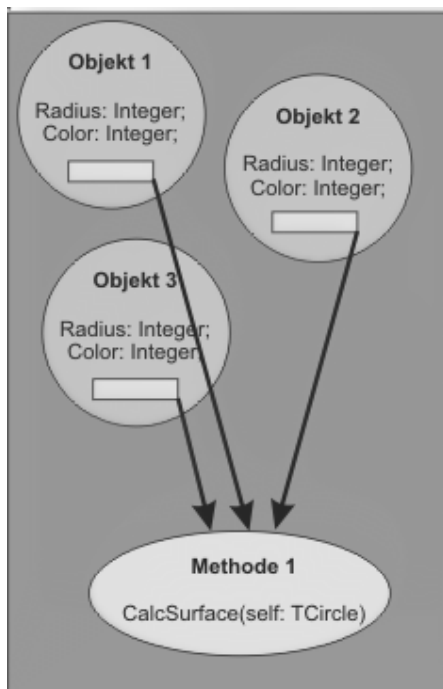 Objekt 1
Radius: Integer;
Color: Integer;
Objekt 2
Radius: Integer;
Color: Integer;
Objekt 3
Radius: Integer;
Color: Integer;
Methode 1
CalcSurface(self: TCircle)